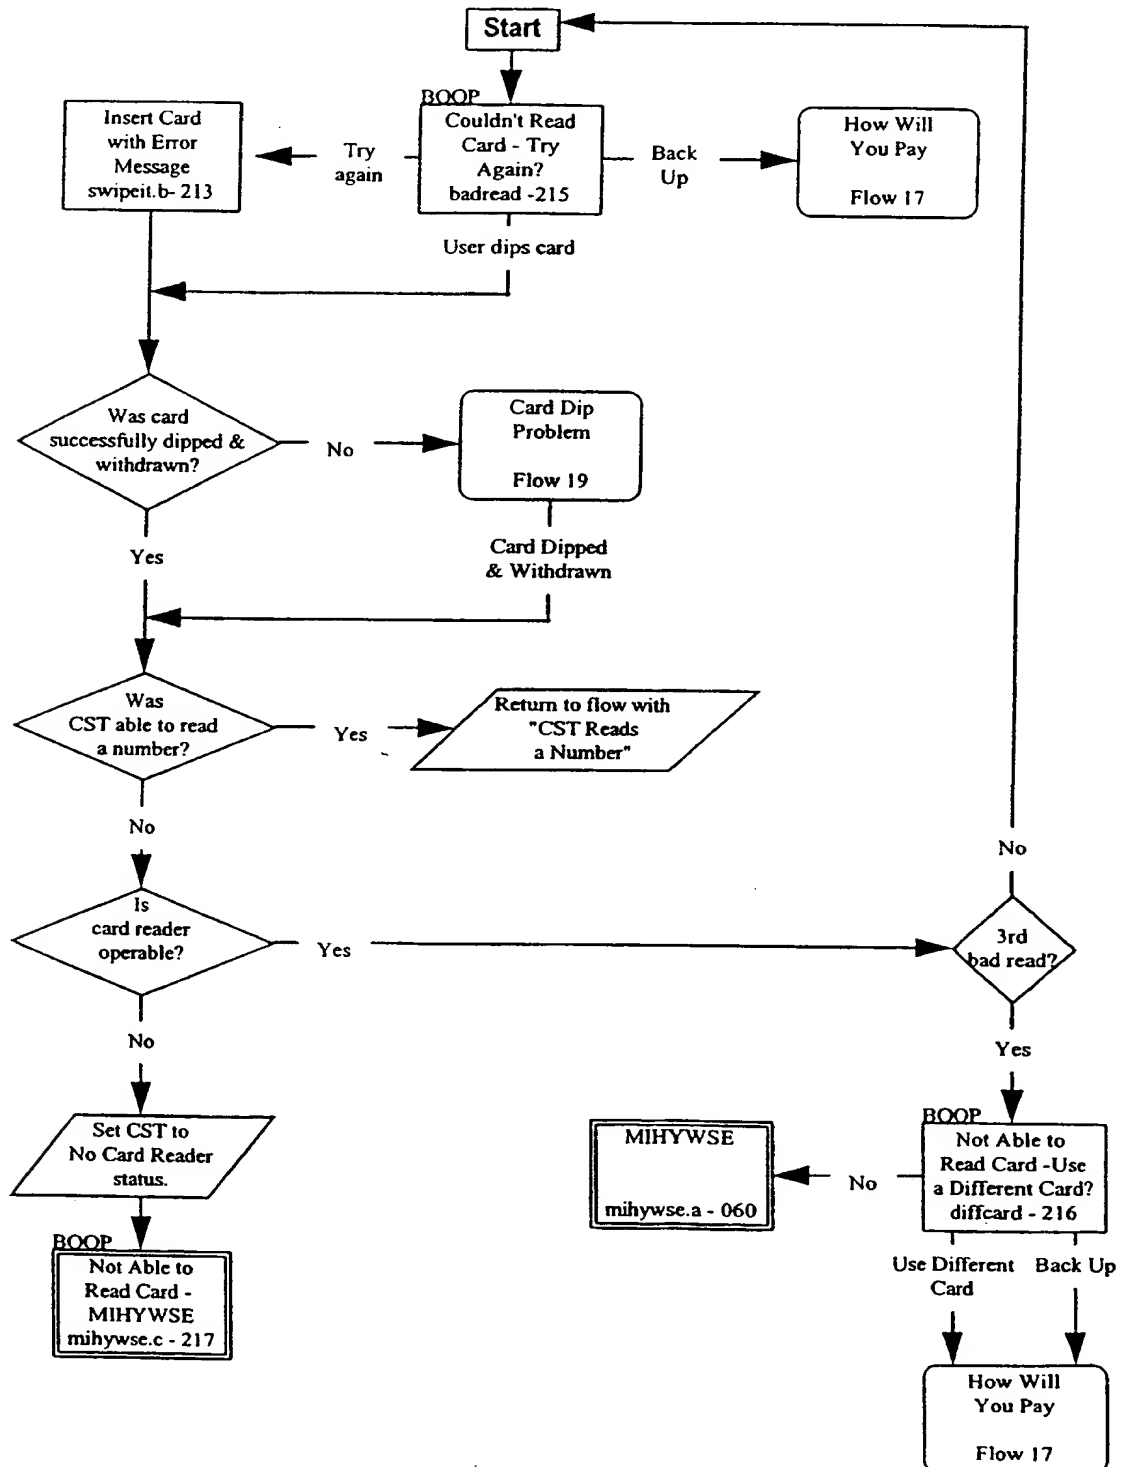 Start
BOOP
Couldn't Read
Card - Try
Again?
badread -215
Try
again
Insert Card
with Error
Message
swipeit.b- 213
Back
Up
How Will
You Pay
Flow 17
User dips card
Was card
successfully dipped &
withdrawn?
No
Card Dip
Problem
Flow 19
Yes
Card Dipped
& Withdrawn
Was
CST able to read
a number?
Yes
Return to flow with
"CST Reads
a Number"
No
Is
card reader
operable?
Yes
3rd
bad read?
No
No
Yes
Set CST to
No Card Reader
status.
BOOP
Not Able to
Read Card -
MIHYWSE
mihywse.c - 217
BOOP
Not Able to
Read Card -Use
a Different Card?
diffcard - 216
No
MIHYWSE
mihywse.a - 060
Use Different
Card
Back Up
How Will
You Pay
Flow 17